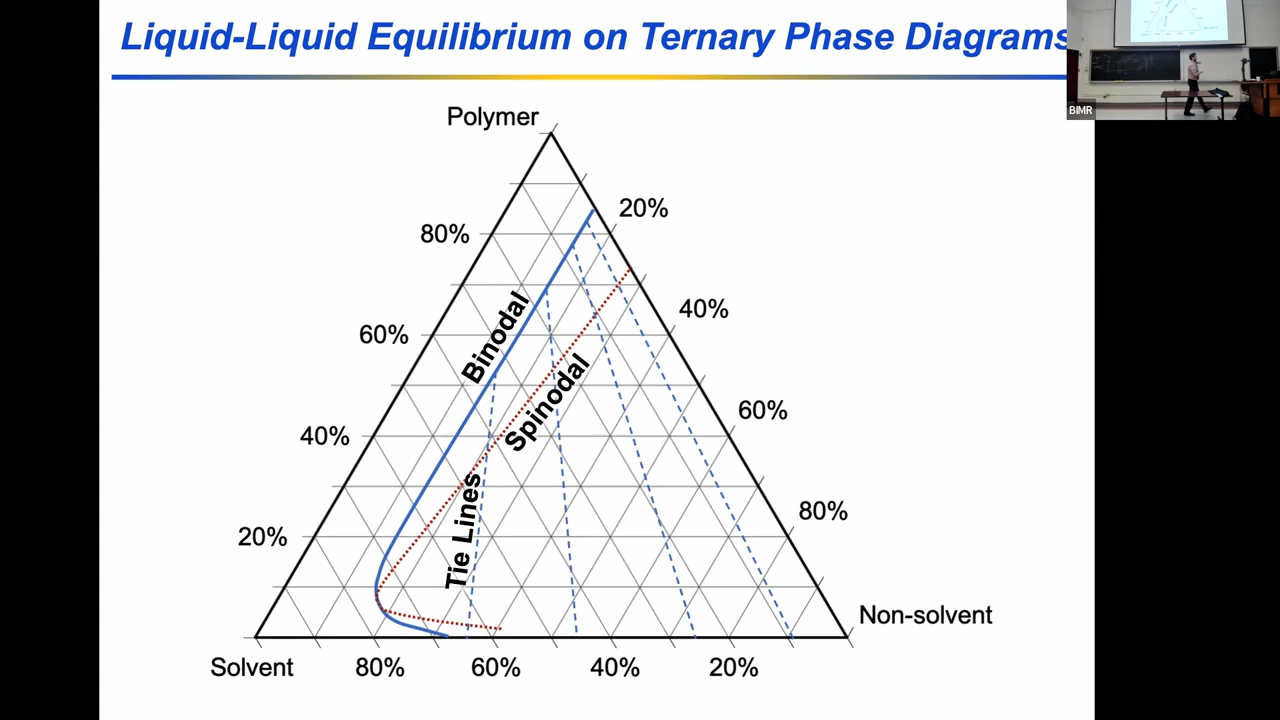 Liquid-Liquid Equilibrium on Ternary Phase Diagrams
BIMR
Polymer
20%
80%
40%
60%
Binodal
Spinodal
60%
40%
Tie Lines
80%
20%
Non-solvent
Solvent
80%
60%
40%
20%